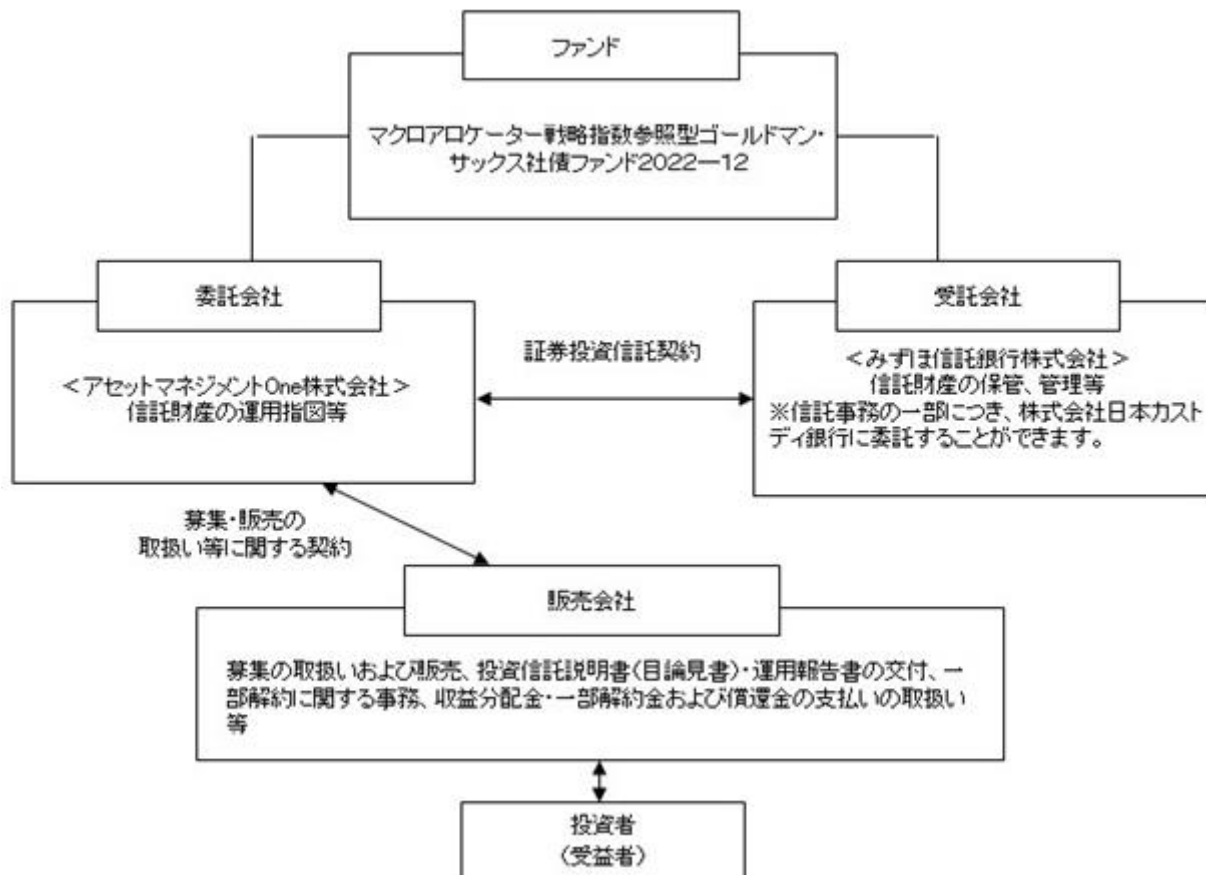 ファンド
マクロアロケーター戦略指数参照型ゴールドマン・
サックス社債ファンド2022―12
委託会社
<アセットマネジメントOne株式会社>
信託財産の運用指図等
証券投資信託契約
受託会社
<みずほ信託銀行株式会社>
信託財産の保管、管理等
※信託事務の一部につき、株式会社日本カスト
ディ銀行に委託することができます。
募集・販売の
取扱い等に関する契約
販売会社
募集の取扱いおよび販売、投資信託説明書(目論見書)・運用報告書の交付、一
部解約に関する事務、収益分配金・一部解約金および償還金の支払いの取扱い
等
投資者
(受益者)